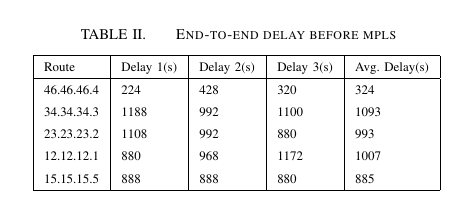 TABLE II. END-TO-END DELAY BEFORE MPLS
Route Delay 1(s) Delay 2(s) Delay 3(s) Avg. Delay(s)
46.46.46.4 224 428 320 324
34.34.34.3 1188 992 1100 1093
23.23.23.2 1108 992 880 993
12.12.12.1 880 968 1172 1007
15.15.15.5 888 888 880 885